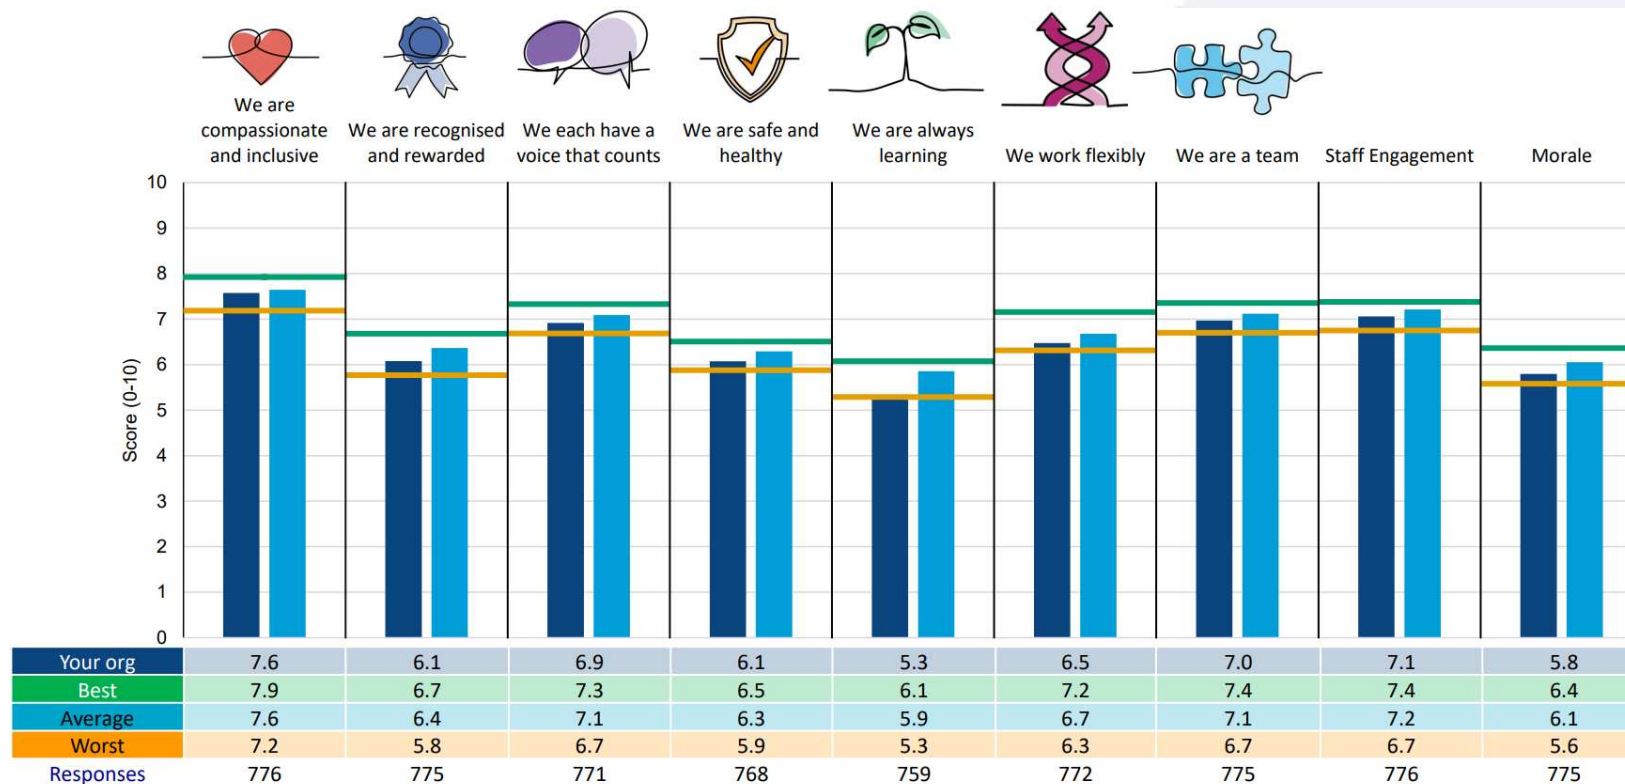 We are
compassionate
and inclusive
We are recognised
and rewarded
We each have a
voice that counts
We are safe and
healthy
We are always
learning
We work flexibly
We are a team
Staff Engagement
Morale
Score (0-10)
10
9
8
7
6
5
4
3
2
1
0
Your org 7.6 6.1 6.9 6.1 5.3 6.5 7.0 7.1 5.8
Best 7.9 6.7 7.3 6.5 6.1 7.2 7.4 7.4 6.4
Average 7.6 6.4 7.1 6.3 5.9 6.7 7.1 7.2 6.1
Worst 7.2 5.8 6.7 5.9 5.3 6.3 6.7 6.7 5.6
Responses 776 775 771 768 759 772 775 776 775